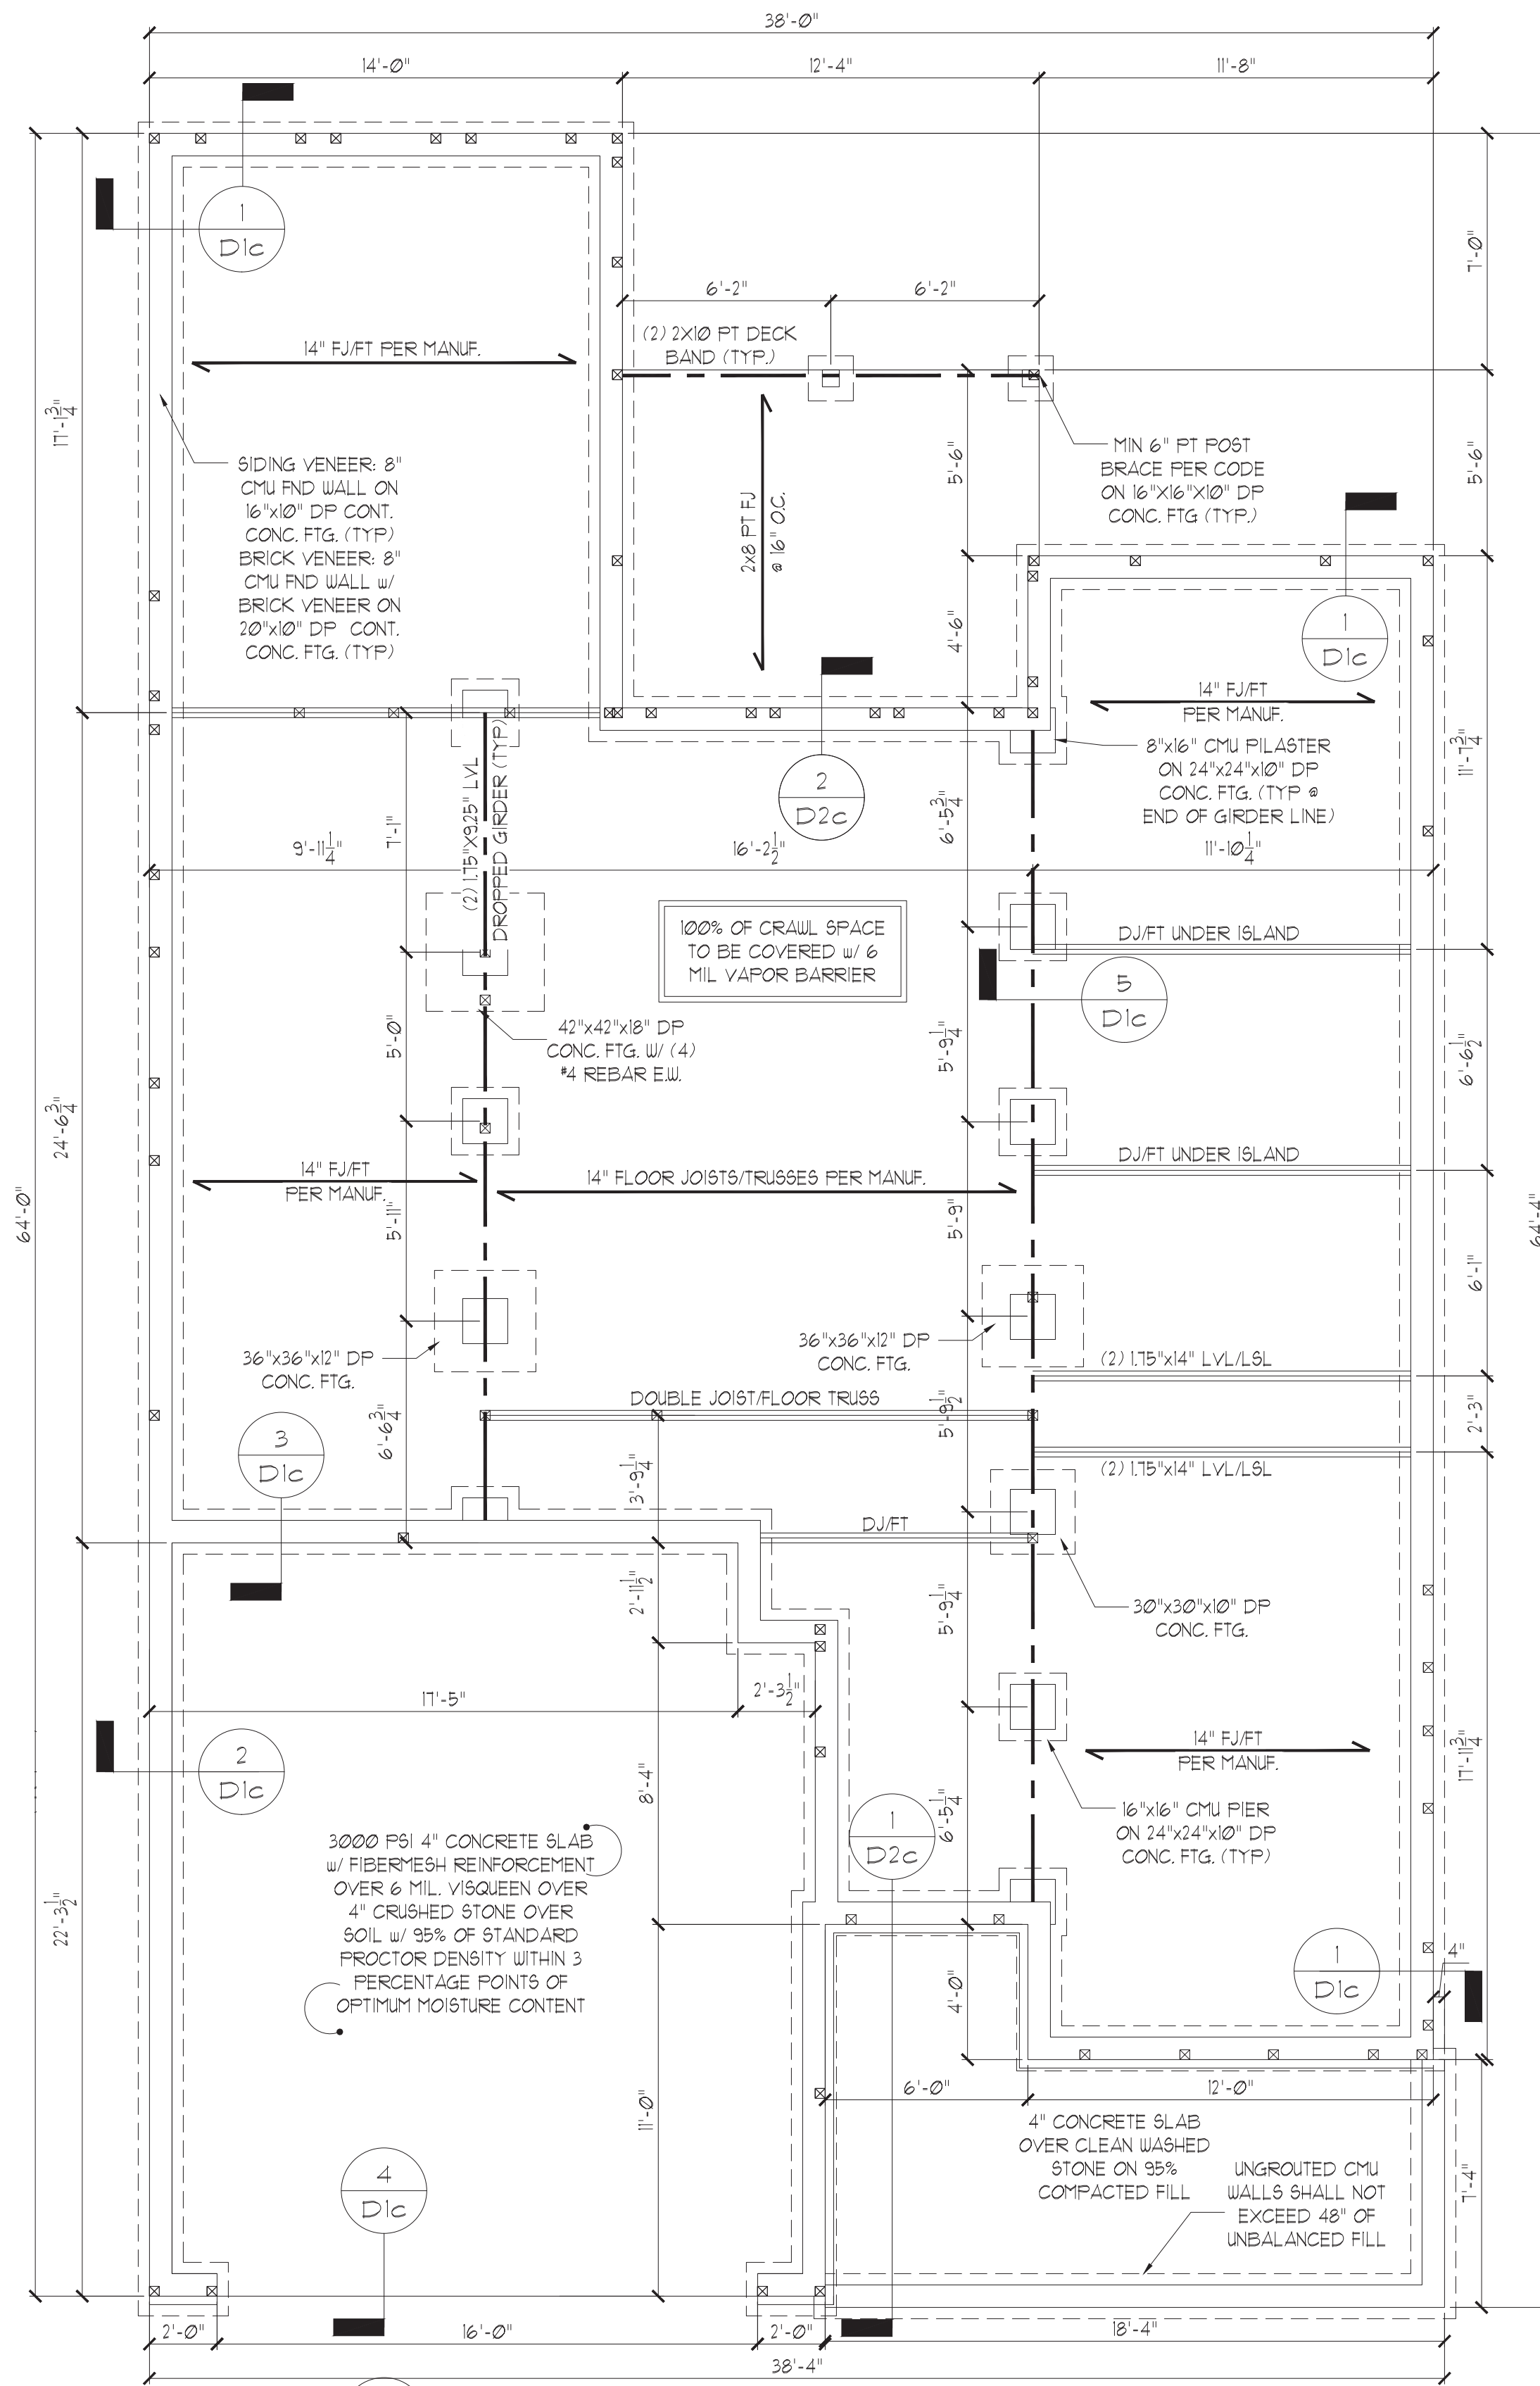 38'-0"
14'-0"
12'-4"
11'-8"
1
D1c
7'-0"
6'-2"
6'-2"
(2) 2X10 PT DECK
BAND (TYP.)
14" FJ/FT PER MANUF.
17'-1 3/4"
SIDING VENEER: 8"
CMU FND WALL ON
16"x10" DP CONT.
CONC. FTG. (TYP)
BRICK VENEER: 8"
CMU FND WALL w/
BRICK VENEER ON
20"x10" DP CONT.
CONC. FTG. (TYP)
2x8 PT FJ
@ 16" O.C.
5'-6"
MIN 6" PT POST
BRACE PER CODE
ON 16"X16"X10" DP
CONC. FTG (TYP.)
5'-6"
4'-6"
1
D1c
14" FJ/FT
PER MANUF.
8"x16" CMU PILASTER
ON 24"x24"x10" DP
CONC. FTG. (TYP @
END OF GIRDER LINE)
11'-7 3/4"
2
D2c
(2) 1.75"X9.25" LVL
DROPPED GIRDER (TYP)
7'-1"
6'-5 3/4"
9'-11 1/4"
16'-2 1/2"
11'-10 1/4"
100% OF CRAWL SPACE
TO BE COVERED w/ 6
MIL VAPOR BARRIER
DJ/FT UNDER ISLAND
5
D1c
42"x42"x18" DP
CONC. FTG. W/ (4)
#4 REBAR E.W.
5'-0"
5'-9 1/4"
6'-6 1/2"
24'-6 3/4"
64'-0"
64'-4"
DJ/FT UNDER ISLAND
14" FJ/FT
PER MANUF.
14" FLOOR JOISTS/TRUSSES PER MANUF.
5'-11"
5'-9"
6'-1"
36"x36"x12" DP
CONC. FTG.
36"x36"x12" DP
CONC. FTG.
(2) 1.75"x14" LVL/LSL
DOUBLE JOIST/FLOOR TRUSS
2'-3"
5'-9 1/2"
6'-6 3/4"
3
D1c
3'-9 1/4"
(2) 1.75"x14" LVL/LSL
DJ/FT
2'-11 1/2"
5'-9 1/4"
30"x30"x10" DP
CONC. FTG.
17'-5"
2'-3 1/2"
2
D1c
14" FJ/FT
PER MANUF.
17'-11 3/4"
8'-4"
1
D2c
6'-5 1/4"
16"x16" CMU PIER
ON 24"x24"x10" DP
CONC. FTG. (TYP)
3000 PSI 4" CONCRETE SLAB
w/ FIBERMESH REINFORCEMENT
OVER 6 MIL. VISQUEEN OVER
4" CRUSHED STONE OVER
SOIL w/ 95% OF STANDARD
PROCTOR DENSITY WITHIN 3
PERCENTAGE POINTS OF
OPTIMUM MOISTURE CONTENT
22'-3 1/2"
1
D1c
4"
4'-0"
11'-0"
6'-0"
12'-0"
4" CONCRETE SLAB
OVER CLEAN WASHED
STONE ON 95%
COMPACTED FILL
UNGROUTED CMU
WALLS SHALL NOT
EXCEED 48" OF
UNBALANCED FILL
7'-4"
4
D1c
2'-0"
16'-0"
2'-0"
18'-4"
38'-4"